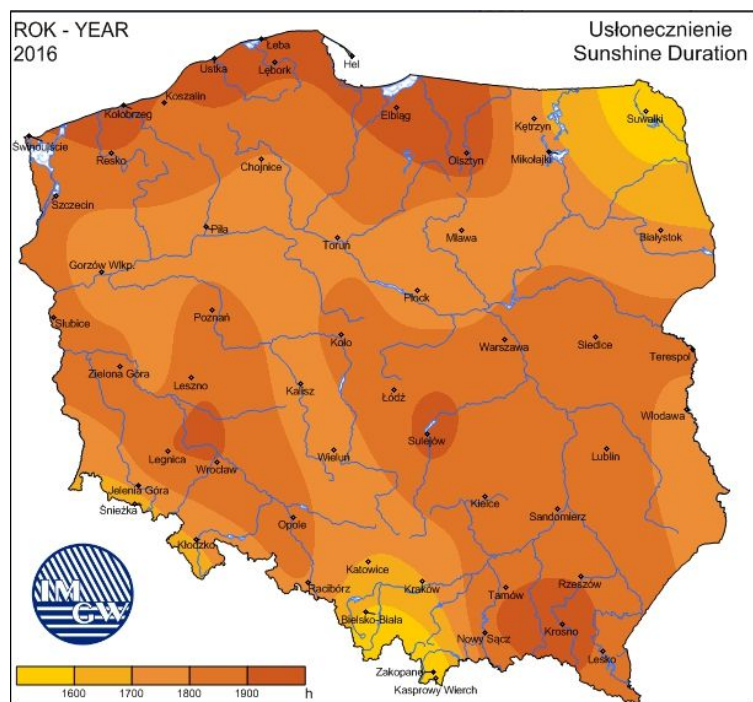 ROK - YEAR
2016
Usłonecznienie
Sunshine Duration
Łeba
Hel
Ustka
Lębork
Koszalin
Kołobrzeg
Elbląg
Suwałki
Kętrzyn
Świnoujście
Resko
Chojnice
Olsztyn
Mikołajki
Szczecin
Piła
Toruń
Mława
Białystok
Gorzów Wlkp.
Płock
Słubice
Poznań
Koło
Warszawa
Siedlce
Terespol
Zielona Góra
Leszno
Kalisz
Łódź
Włodawa
Sulejów
Legnica
Wrocław
Wieluń
Lublin
Jelenia Góra
Śnieżka
Kielce
Sandomierz
Opole
Kłodzko
Katowice
Racibórz
Kraków
Tarnów
Rzeszów
Bielsko-Biała
Nowy Sącz
Krosno
Lesko
Zakopane
Kasprowy Wierch
IM
GW
1600 1700 1800 1900 h